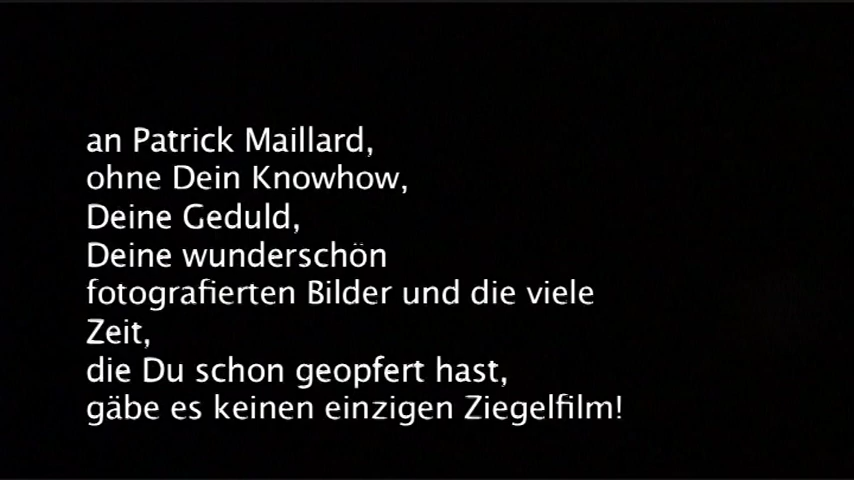 an Patrick Maillard,
ohne Dein Knowhow,
Deine Geduld,
Deine wunderschön
fotografierten Bilder und die viele
Zeit,
die Du schon geopfert hast,
gäbe es keinen einzigen Ziegelfilm!